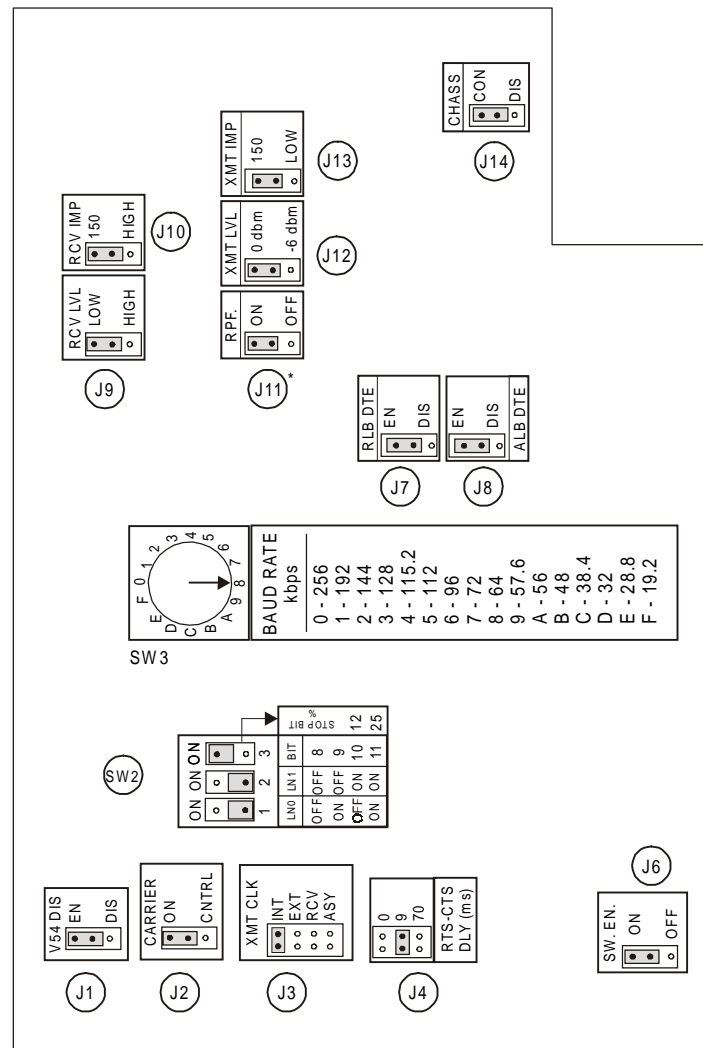 CHASS
CON
DIS
J14
XMT IMP
150
LOW
J13
RCV IMP
150
HIGH
J10
XMT LVL
0 dbm
-6 dbm
J12
RCV LVL
LOW
HIGH
J9
RPF.
ON
OFF
J11*
RLB DTE
EN
DIS
J7
EN
DIS
ALB DTE
J8
F 0 1 2 3 4 5 6 7 8 9 A B C D E
SW3
BAUD RATE
kbps
0 - 256
1 - 192
2 - 144
3 - 128
4 - 115.2
5 - 112
6 - 96
7 - 72
8 - 64
9 - 57.6
A - 56
B - 48
C - 38.4
D - 32
E - 28.8
F - 19.2
SW2
ON ON ON
1 2 3
STOP BIT %
12
25
LN0 LN1 BIT
OFF OFF 8
ON OFF 9
OFF ON 10
ON ON 11
V54 DIS
EN
DIS
J1
CARRIER
ON
CNTRL
J2
XMT CLK
INT
EXT
RCV
ASY
J3
0
9
70
RTS-CTS
DLY (ms)
J4
J6
SW. EN.
ON
OFF